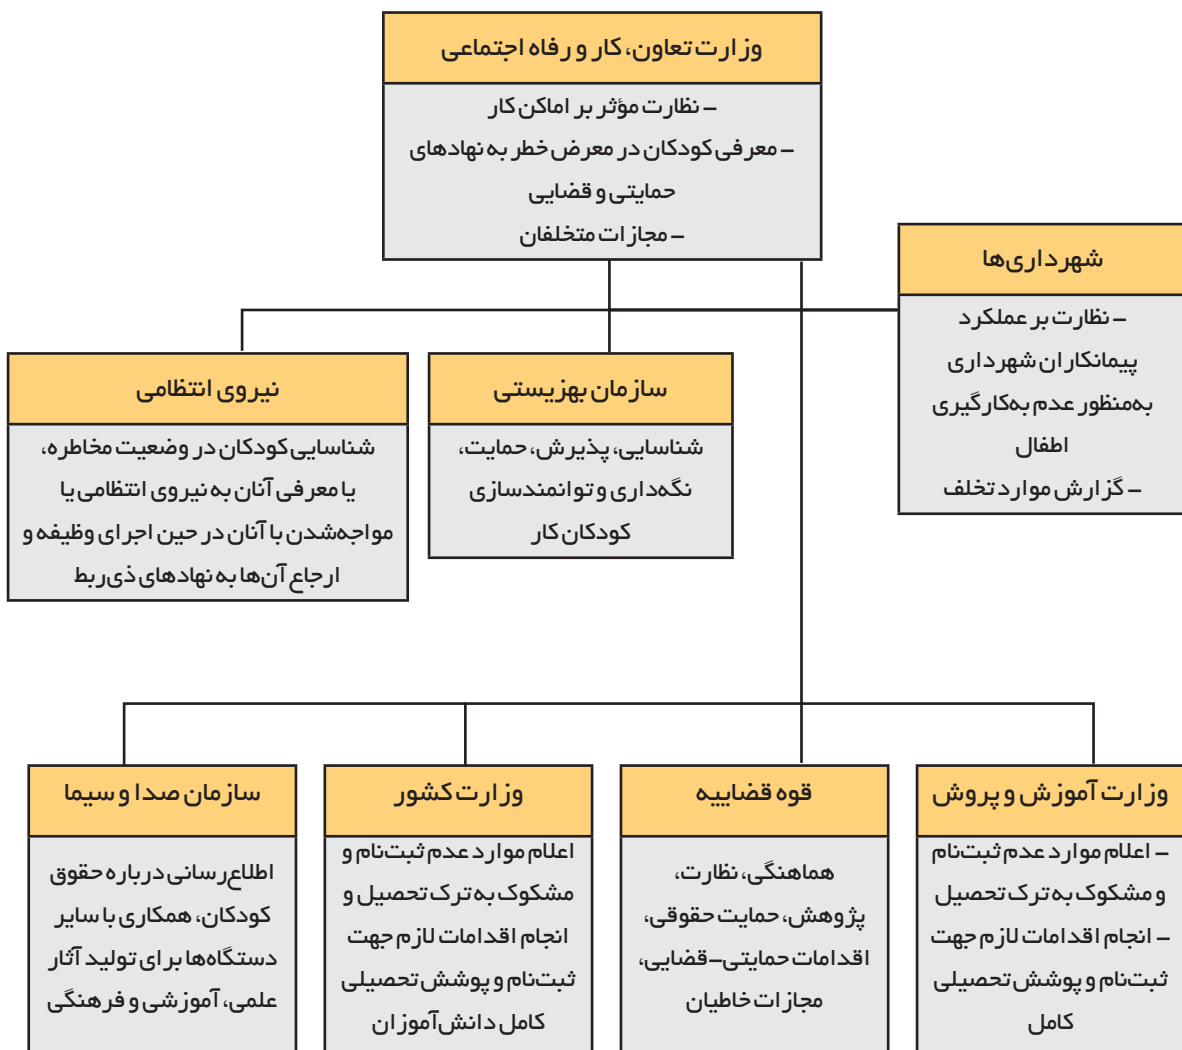 وزارت تعاون، کار و رفاه اجتماعی
– نظارت مؤثر بر اماکن کار
– معرفی کودکان در معرض خطر به نهادهای
حمایتی و قضایی
– مجازات متخلفان
شهرداری‌ها
– نظارت بر عملکرد
پیمانکاران شهرداری
به‌منظور عدم به‌کارگیری
اطفال
– گزارش موارد تخلف
سازمان بهزیستی
شناسایی، پذیرش، حمایت،
نگه‌داری و توانمندسازی
کودکان کار
نیروی انتظامی
شناسایی کودکان در وضعیت مخاطره،
یا معرفی آنان به نیروی انتظامی یا
مواجه‌شدن با آنان در حین اجرای وظیفه و
ارجاع آن‌ها به نهادهای ذی‌ربط
وزارت آموزش و پروش
– اعلام موارد عدم ثبت‌نام
و مشکوک به ترک تحصیل
– انجام اقدامات لازم جهت
ثبت‌نام و پوشش تحصیلی
کامل
قوه قضاییه
هماهنگی، نظارت،
پژوهش، حمایت حقوقی،
اقدامات حمایتی–قضایی،
مجازات خاطیان
وزارت کشور
اعلام موارد عدم ثبت‌نام و
مشکوک به ترک تحصیل و
انجام اقدامات لازم جهت
ثبت‌نام و پوشش تحصیلی
کامل دانش‌آموزان
سازمان صدا و سیما
اطلاع‌رسانی درباره حقوق
کودکان، همکاری با سایر
دستگاه‌ها برای تولید آثار
علمی، آموزشی و فرهنگی